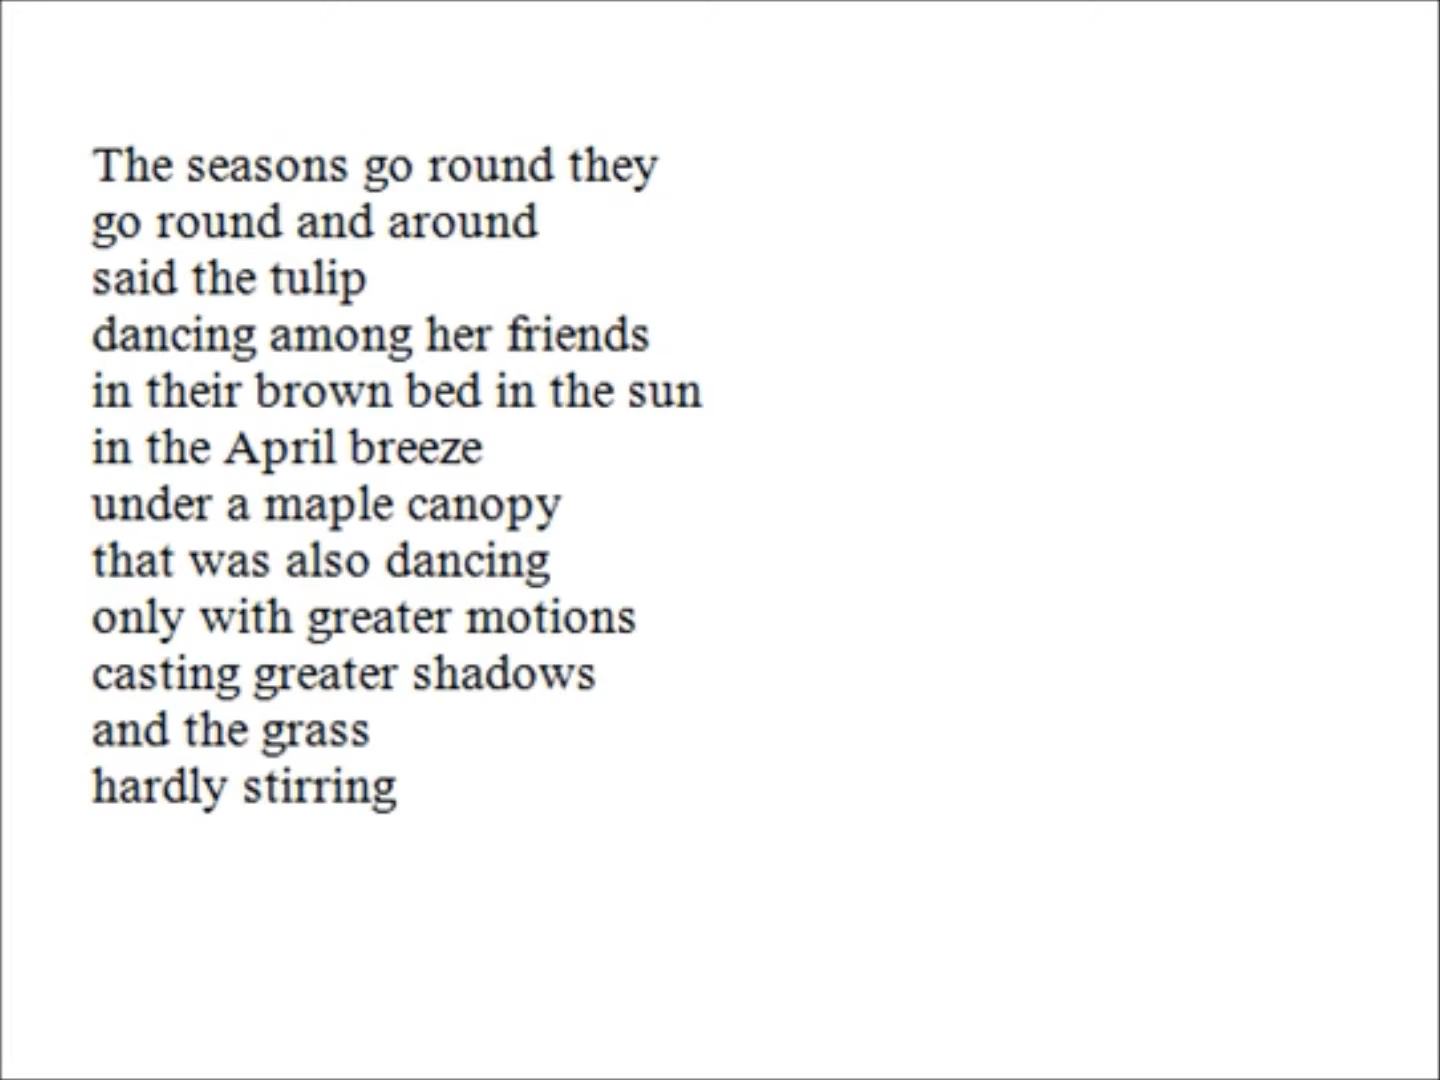 The seasons go round they
go round and around
said the tulip
dancing among her friends
in their brown bed in the sun
in the April breeze
under a maple canopy
that was also dancing
only with greater motions
casting greater shadows
and the grass
hardly stirring